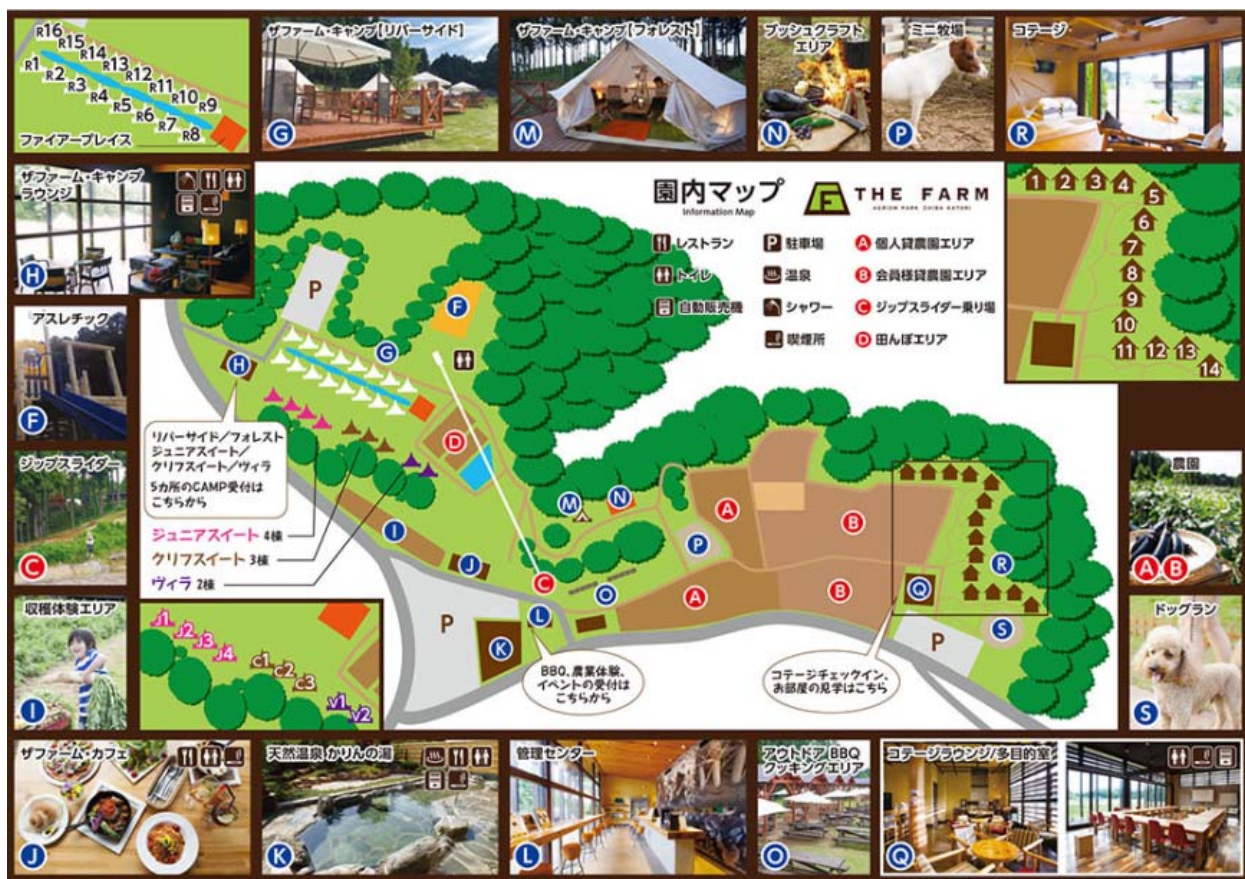 R16
R15
R14
R13
R12
R11
R10
R9
R1
R2
R3
R4
R5
R6
R7
R8
ファイアープレイス
ザファーム・キャンプ【リバーサイド】
G
ザファーム・キャンプ【フォレスト】
M
ブッシュクラフト
エリア
N
ミニ牧場
P
コテージ
R
ザファーム・キャンプ
ラウンジ
H
園内マップ
Information Map
THE FARM
AGRIUM PARK CHIBA KATORI
レストラン
P 駐車場
A 個人貸農園エリア
トイレ
温泉
B 会員様貸農園エリア
自動販売機
シャワー
C ジップスライダー乗り場
喫煙所
D 田んぼエリア
1
2
3
4
5
6
7
8
9
10
11
12
13
14
アスレチック
F
ジップスライダー
C
収穫体験エリア
I
P
F
G
H
リバーサイド/フォレスト
ジュニアスイート/
クリフスイート/ヴィラ
5カ所のCAMP受付は
こちらから
ジュニアスイート 4棟
クリフスイート 3棟
ヴィラ 2棟
D
I
J
C
M
N
P
O
A
A
B
B
Q
R
S
P
P
K
L
BBQ、農業体験、
イベントの受付は
こちらから
コテージチェックイン、
お部屋の見学はこちら
J1
J2
J3
J4
C1
C2
C3
V1
V2
農園
A B
ドッグラン
S
ザファーム・カフェ
J
天然温泉 かりんの湯
K
管理センター
L
アウトドア BBQ
クッキングエリア
O
コテージラウンジ/多目的室
Q